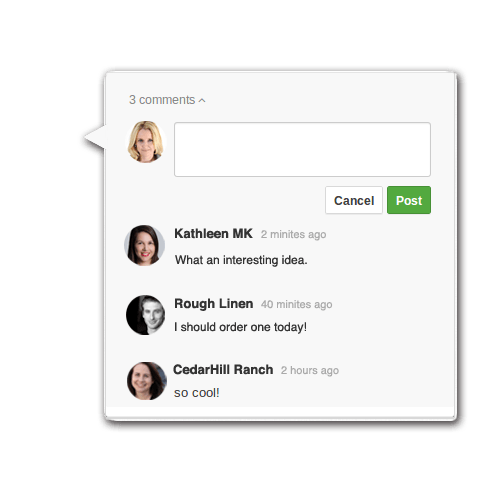 3 comments
Cancel Post
Kathleen MK 2 minites ago
What an interesting idea.
Rough Linen 40 minites ago
I should order one today!
CedarHill Ranch 2 hours ago
so cool!